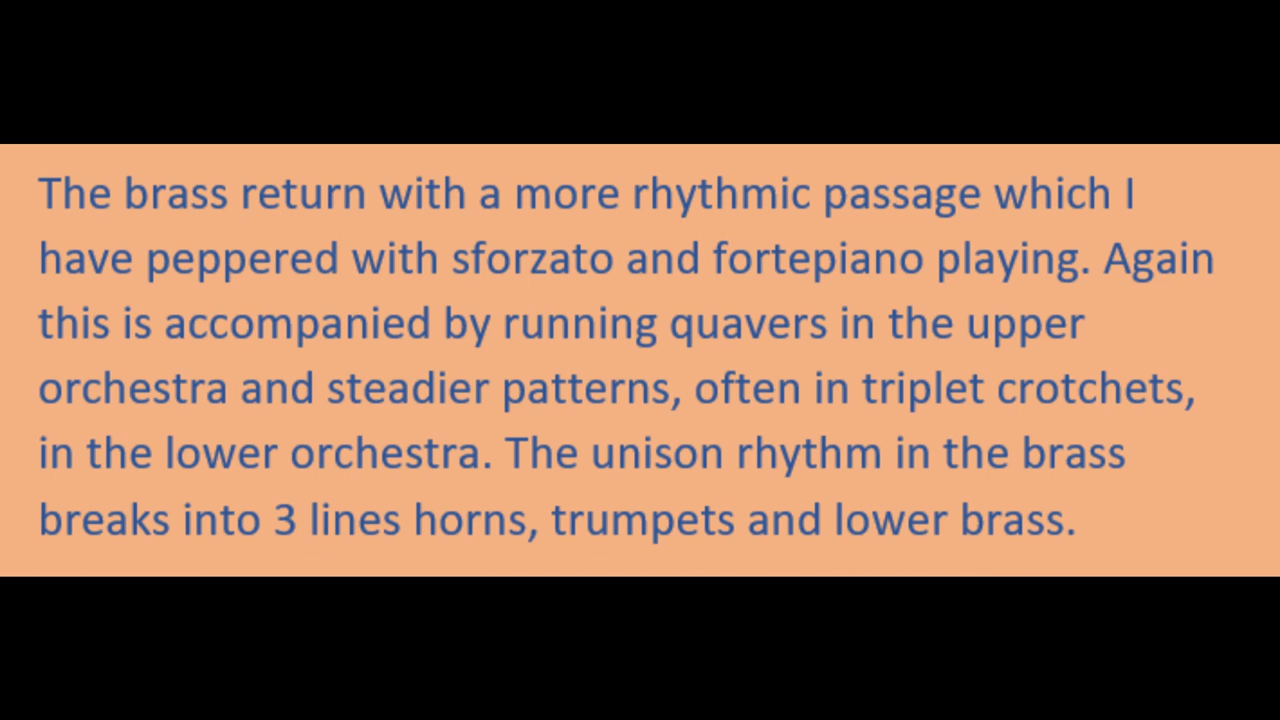 The brass return with a more rhythmic passage which I
have peppered with sforzato and fortepiano playing. Again
this is accompanied by running quavers in the upper
orchestra and steadier patterns, often in triplet crotchets,
in the lower orchestra. The unison rhythm in the brass
breaks into 3 lines horns, trumpets and lower brass.